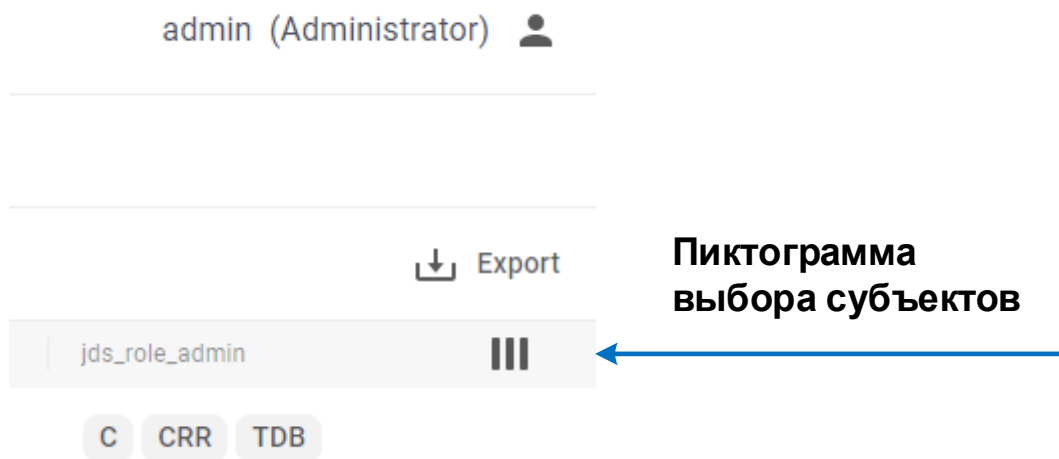 admin (Administrator)
Export
Пиктограмма
выбора субъектов
jds_role_admin
C CRR TDB